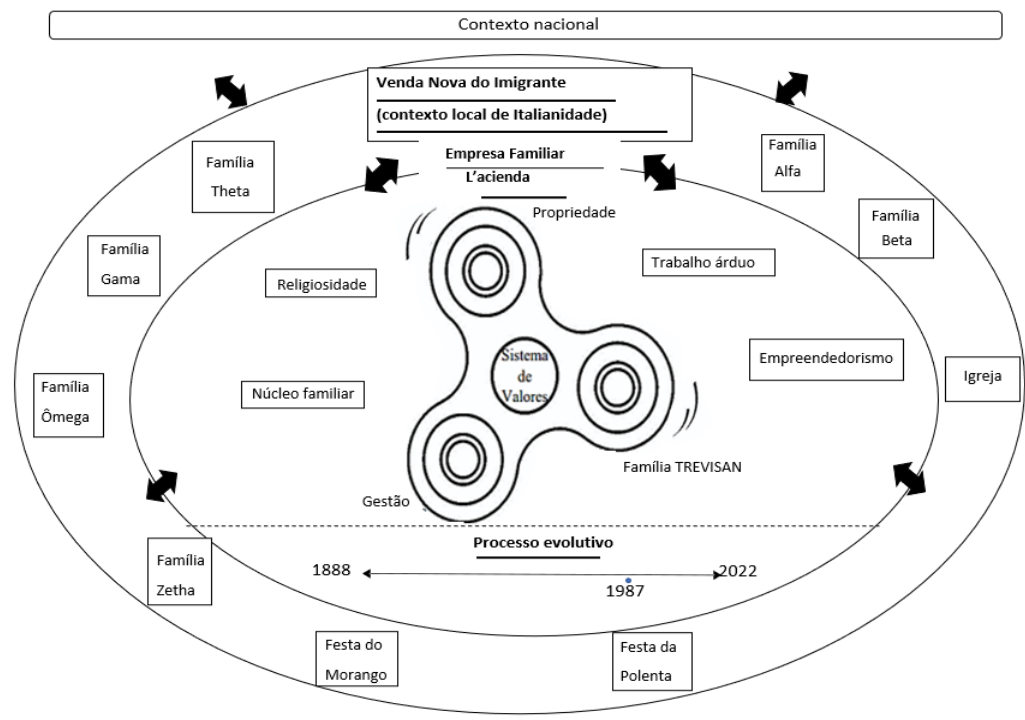 Contexto nacional
Venda Nova do Imigrante
(contexto local de Italianidade)
Empresa Familiar
L’acienda
Família
Theta
Família
Alfa
Família
Gama
Família
Beta
Família
Ômega
Igreja
Família
Zetha
Festa do
Morango
Festa da
Polenta
Propriedade
Religiosidade
Trabalho árduo
Núcleo familiar
Empreendedorismo
Sistema
de
Valores
Família TREVISAN
Gestão
Processo evolutivo
1888
2022
1987